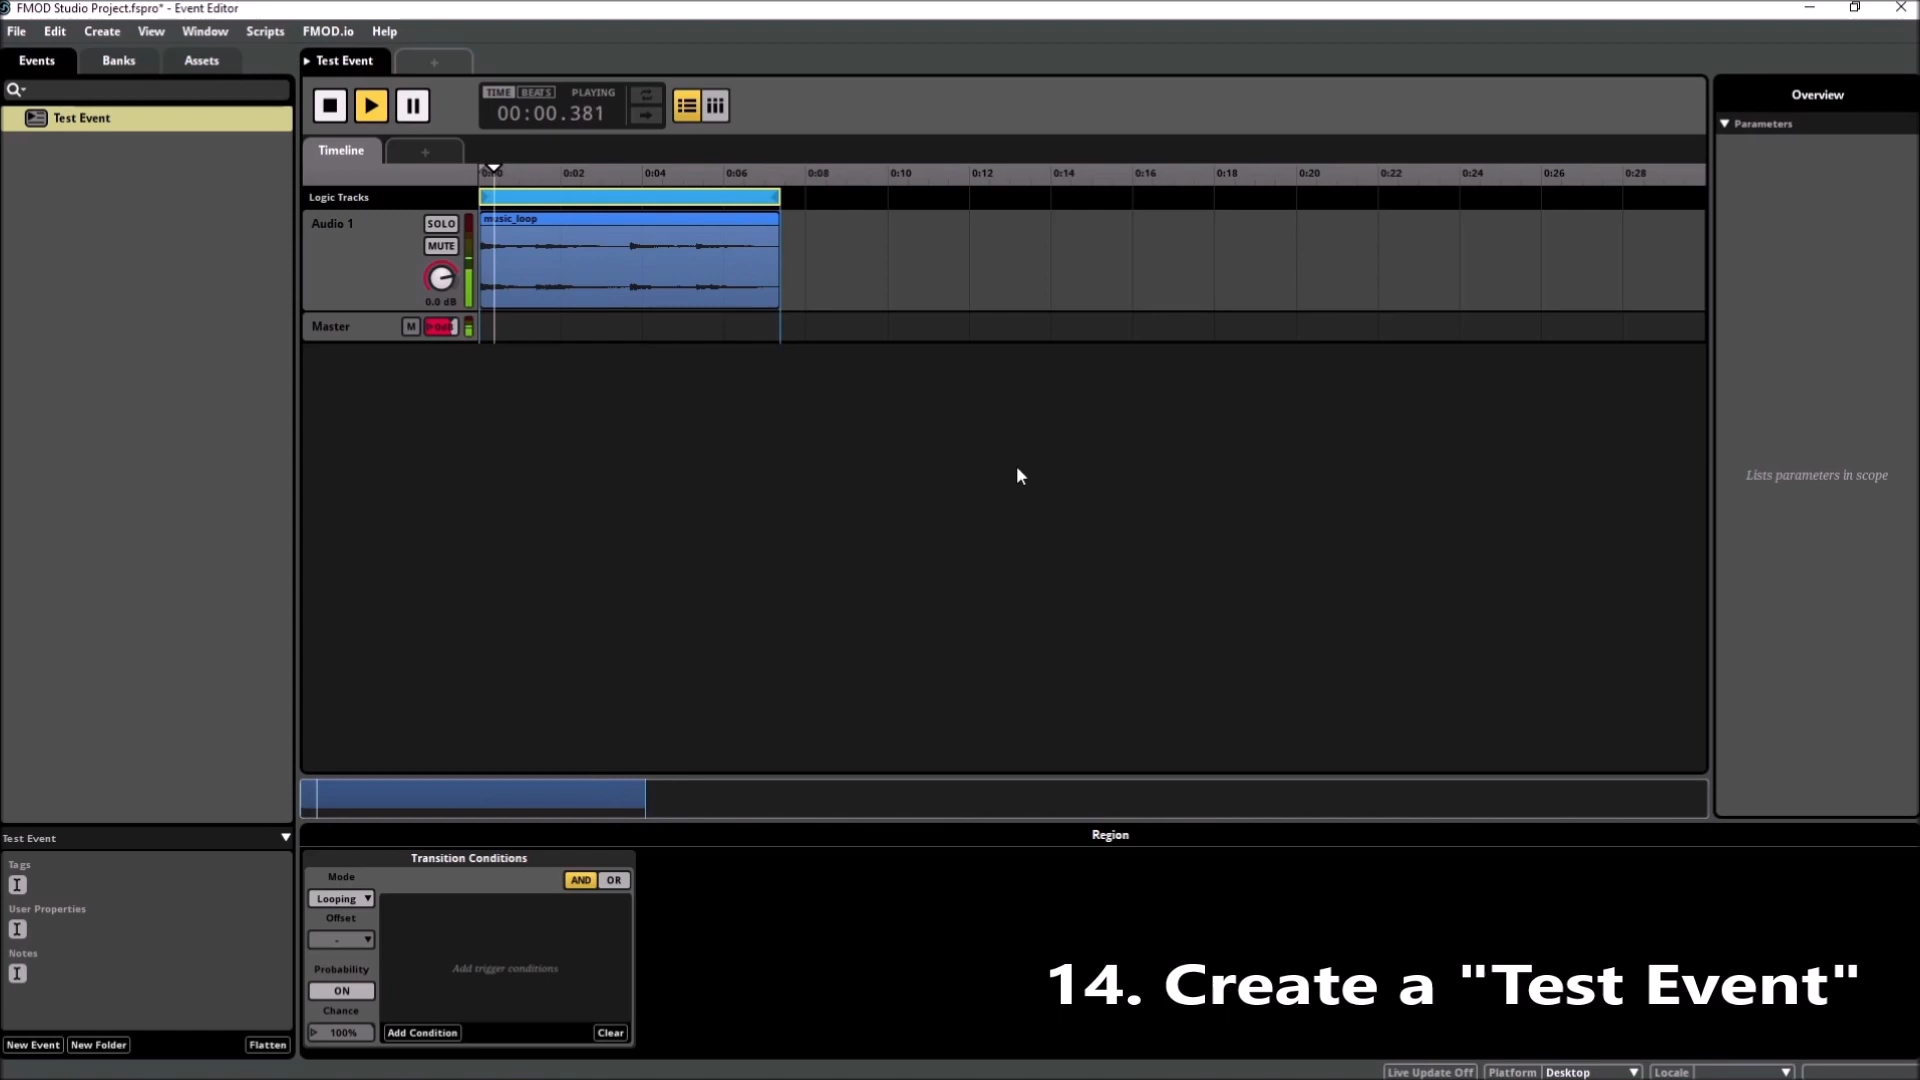 FMOD Studio Project.fspro* - Event Editor
File Edit Create View Window Scripts FMOD.io Help
Events Banks Assets
Test Event
+
TIME BEATS PLAYING
00:00.381
Overview
Parameters
Test Event
Timeline
+
0:00 0:02 0:04 0:06 0:08 0:10 0:12 0:14 0:16 0:18 0:20 0:22 0:24 0:26 0:28
Logic Tracks
Audio 1
SOLO
music_loop
MUTE
0.0 dB
Master
M
Lists parameters in scope
Test Event
Tags
User Properties
Notes
New Event New Folder Flatten
Region
Transition Conditions
Mode
AND OR
Looping
Offset
-
Probability
ON
Chance
100%
Add trigger conditions
Add Condition Clear
14. Create a "Test Event"
Live Update Off Platform Desktop Locale